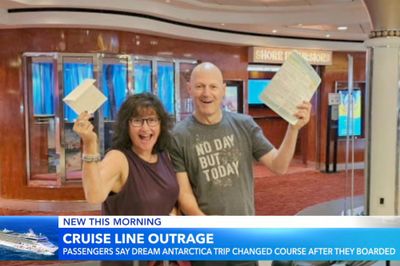 SHORE EXCURSIONS
NO DAY
BUT
TODAY
NEW THIS MORNING
CRUISE LINE OUTRAGE
PASSENGERS SAY DREAM ANTARCTICA TRIP CHANGED COURSE AFTER THEY BOARDED